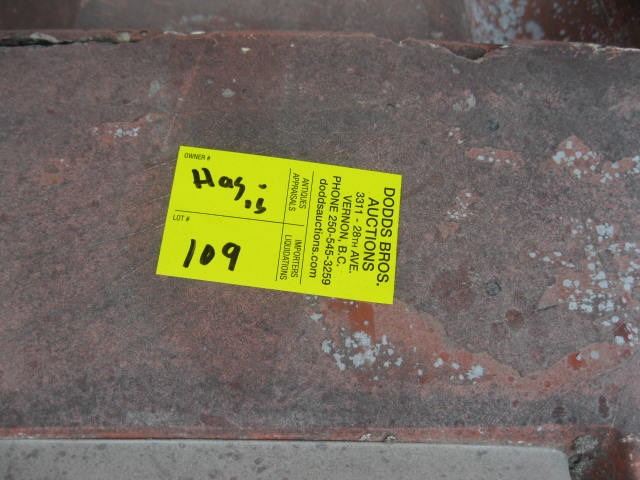 OWNER #
LOT #
109
ANTIQUES
APPRAISALS
IMPORTERS
LIQUIDATIONS
DODDS BROS.
AUCTIONS
3311 - 28TH AVE.
VERNON, B.C.
PHONE 250-545-3259
doddsauctions.com